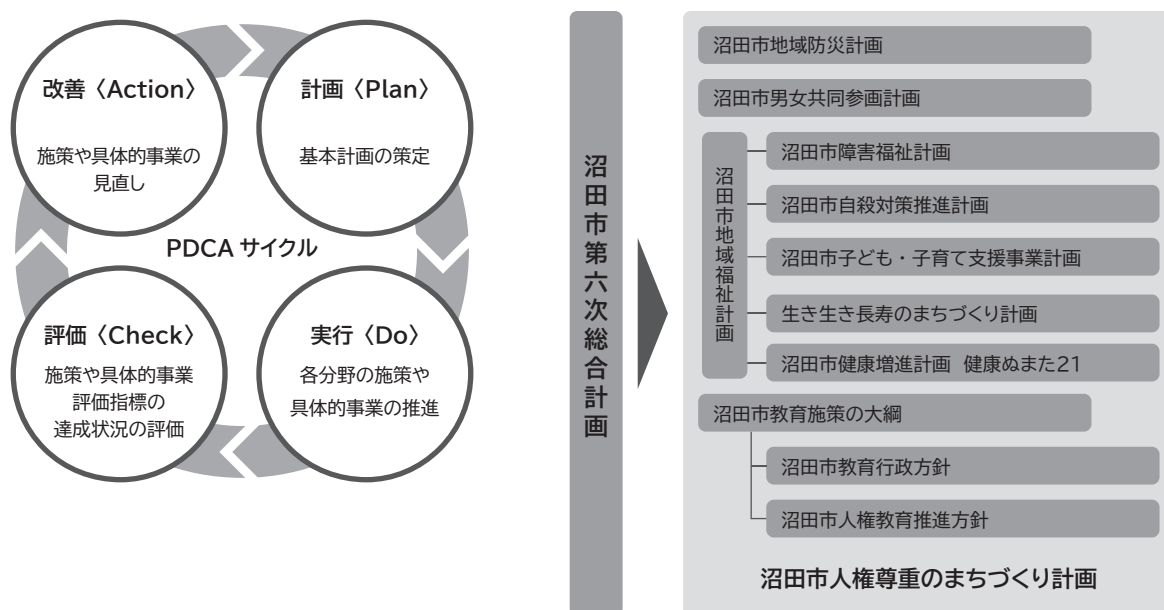 改善〈Action〉
施策や具体的事業の
見直し
計画〈Plan〉
基本計画の策定
PDCA サイクル
評価〈Check〉
施策や具体的事業
評価指標の
達成状況の評価
実行〈Do〉
各分野の施策や
具体的事業の推進
沼田市第六次総合計画
沼田市地域防災計画
沼田市男女共同参画計画
沼田市地域福祉計画
沼田市障害福祉計画
沼田市自殺対策推進計画
沼田市子ども・子育て支援事業計画
生き生き長寿のまちづくり計画
沼田市健康増進計画 健康ぬまた21
沼田市教育施策の大綱
沼田市教育行政方針
沼田市人権教育推進方針
沼田市人権尊重のまちづくり計画